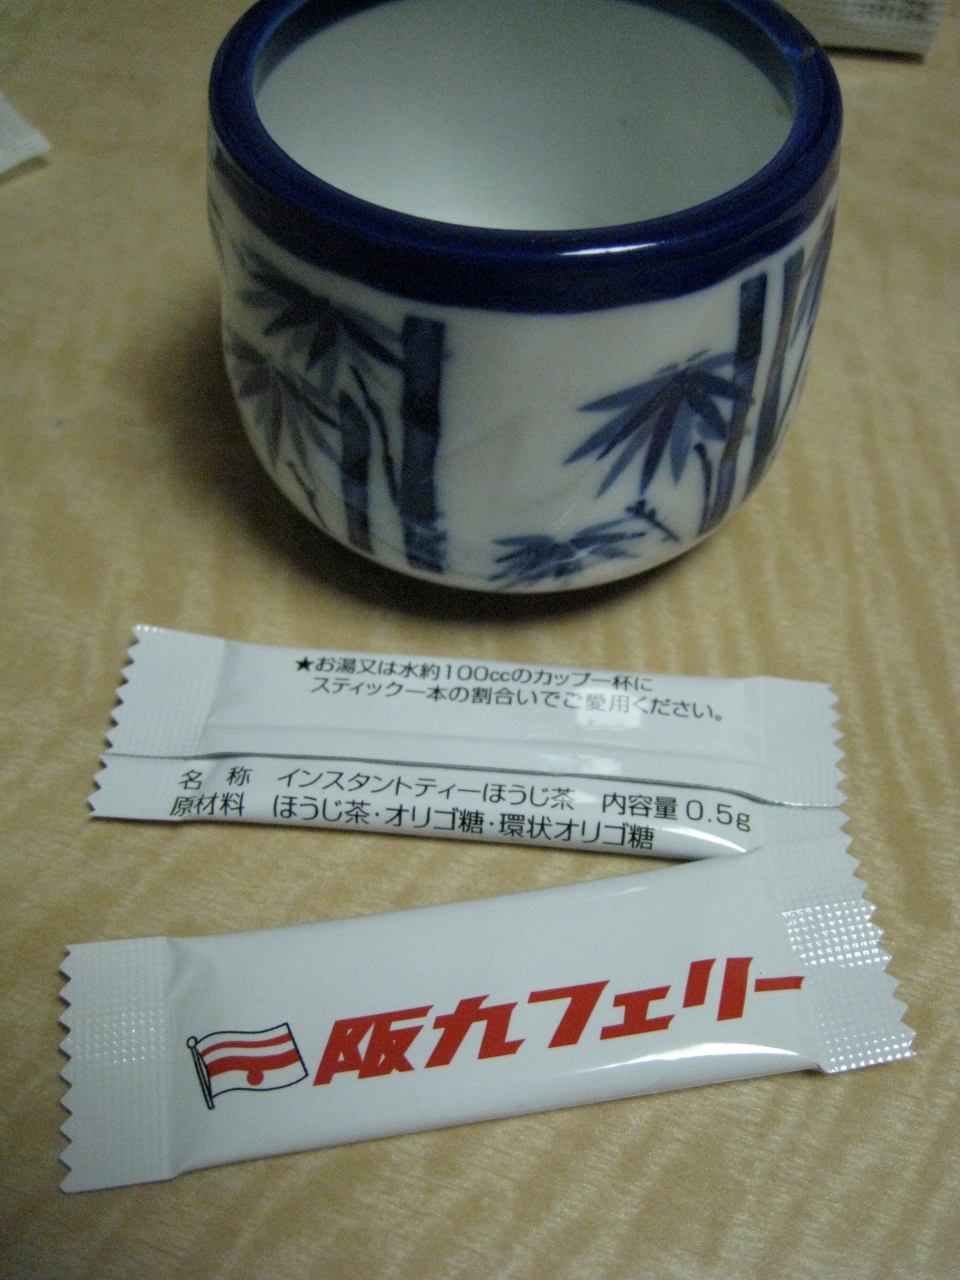 ★お湯又は水約100ccのカップ一杯に
スティック一本の割合いでご愛用ください。
名 称 インスタントティーほうじ茶 内容量 0.5g
原材料 ほうじ茶・オリゴ糖・環状オリゴ糖
阪九フェリー